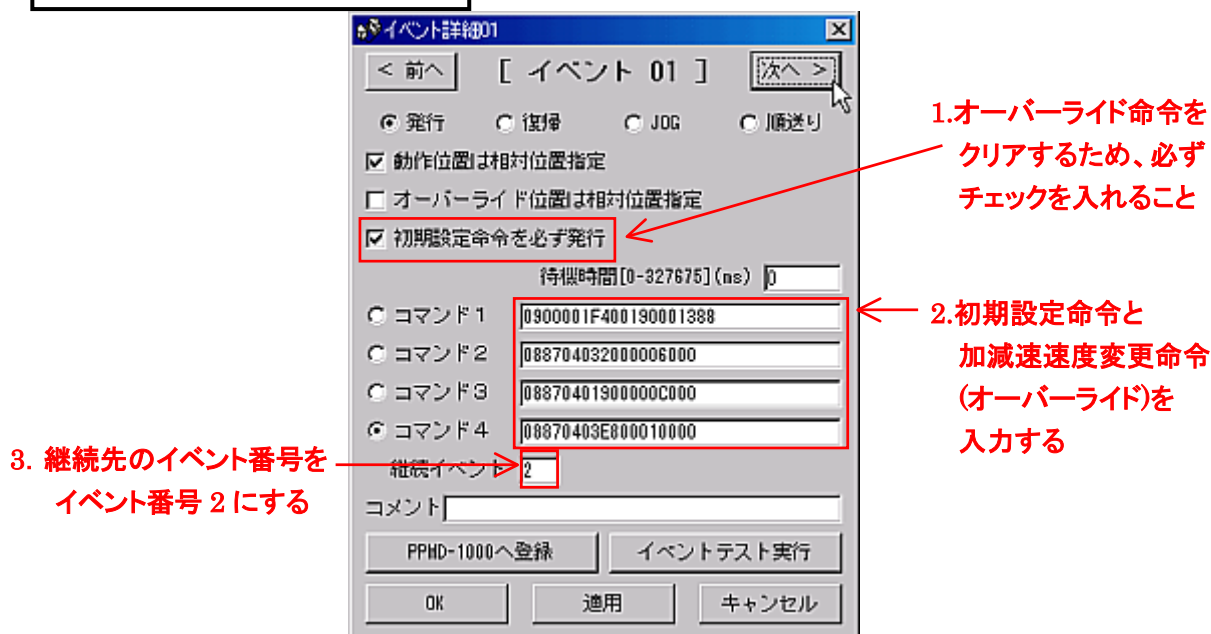 イベント詳細01
< 前へ [ イベント 01 ] 次へ >
発行 復帰 JOG 順送り
動作位置は相対位置指定
オーバーライド位置は相対位置指定
初期設定命令を必ず発行
待機時間[0-327675](ms) 0
コマンド1 0900001F400190001388
コマンド2 088704032000006000
コマンド3 08870401900000C000
コマンド4 08870403E800010000
継続イベント 2
コメント
PPMD-1000へ登録 イベントテスト実行
OK 適用 キャンセル
1.オーバーライド命令を
クリアするため、必ず
チェックを入れること
2.初期設定命令と
加減速速度変更命令
(オーバーライド)を
入力する
3. 継続先のイベント番号を
イベント番号 2 にする